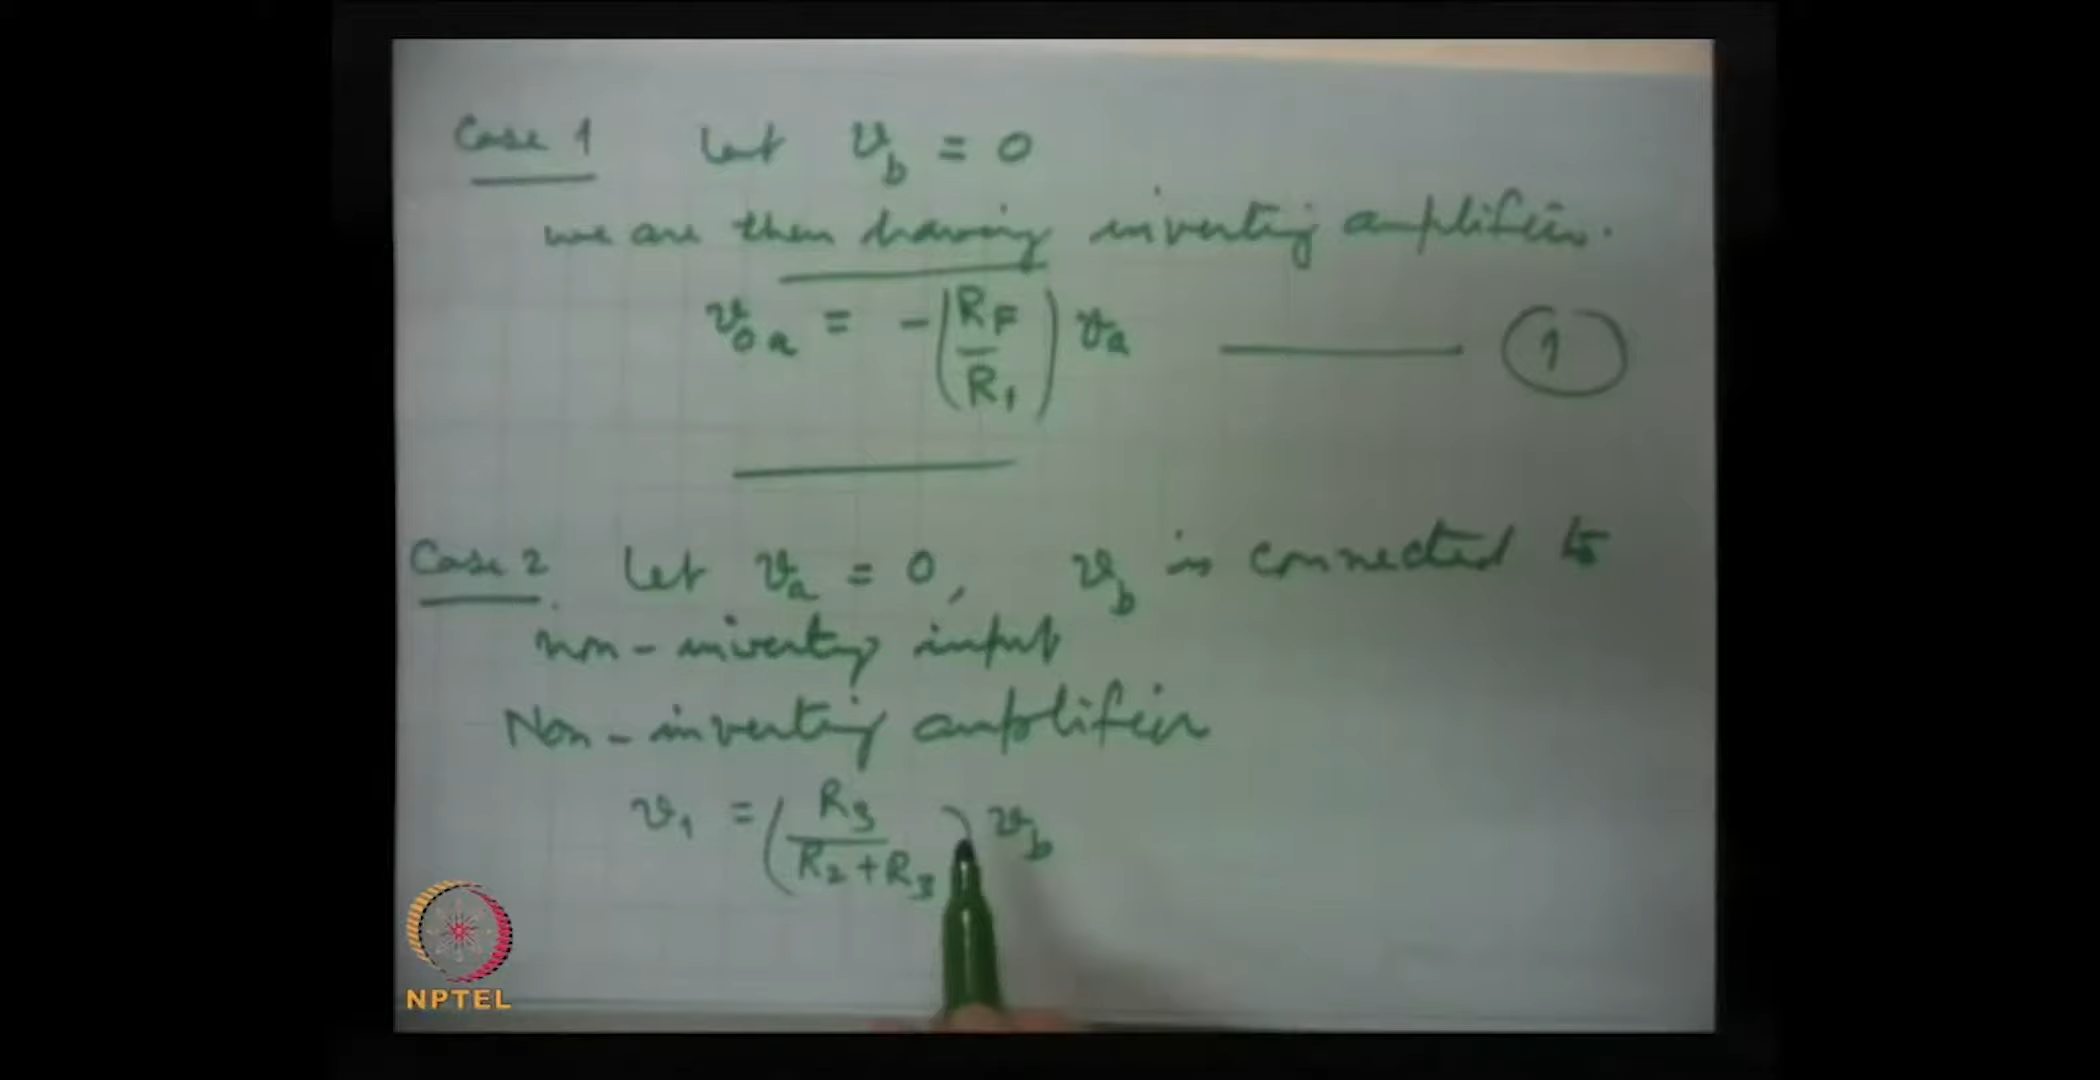 Case 1 Let v_b = 0
we are then having inverting amplifier.
v_oa = -(R_F/R_1) v_a ——— 1
Case 2. Let v_a = 0, v_b is connected to
non-inverting input
Non-inverting amplifier
v_1 = (R_3/(R_2+R_3)) v_b
NPTEL